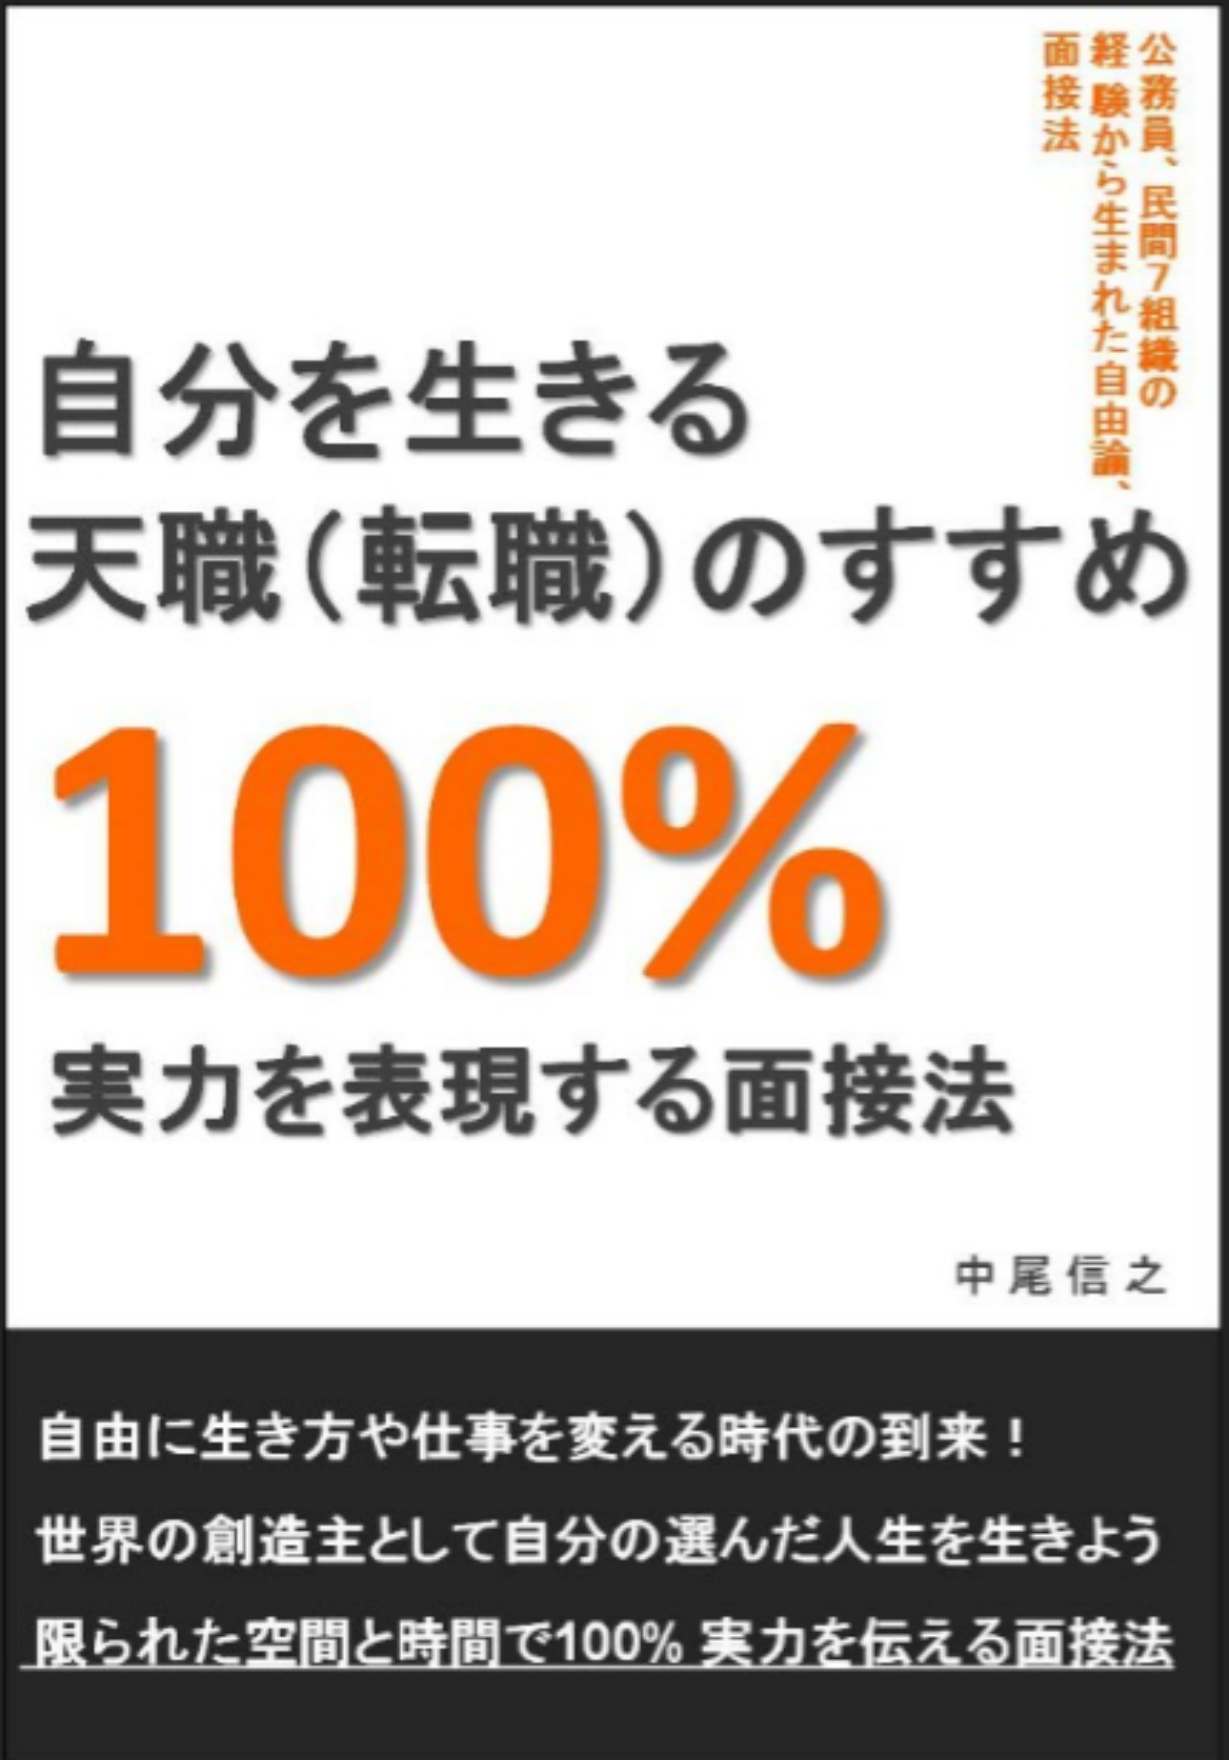 公務員、民間7組織の
経 験から生まれた自由論、
面接法
自分を生きる
天職(転職)のすすめ
100%
実力を表現する面接法
中尾信之
自由に生き方や仕事を変える時代の到来！
世界の創造主として自分の選んだ人生を生きよう
限られた空間と時間で100% 実力を伝える面接法